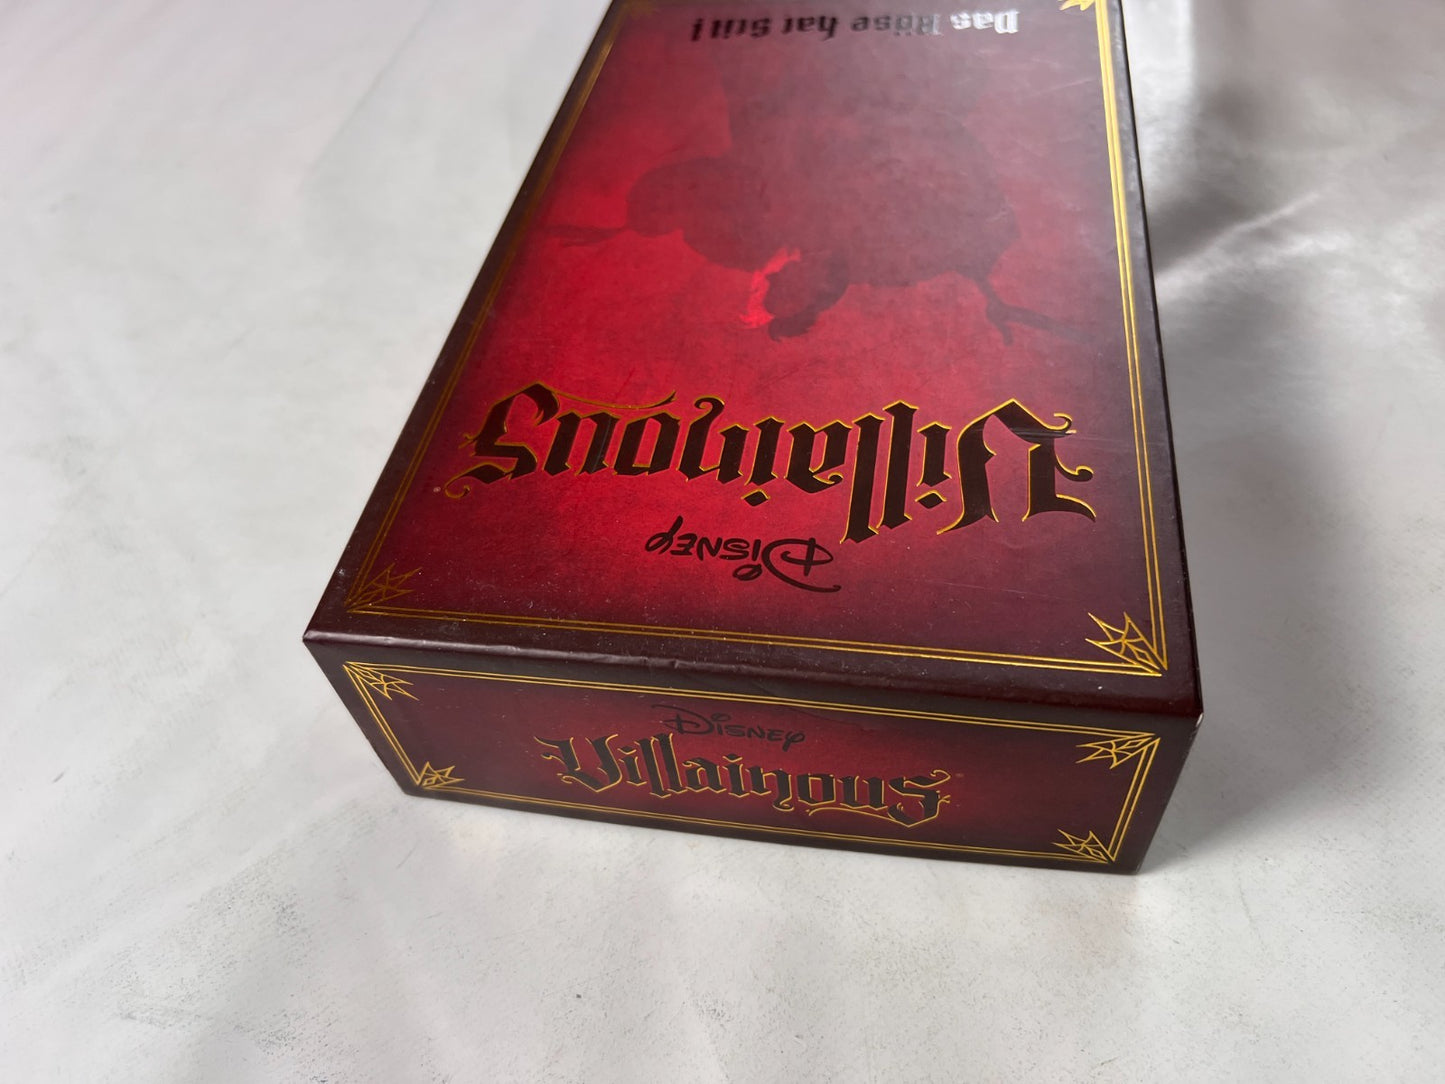 Disney
Villainous
Das Böse hat Stil!
Disney
Villainous